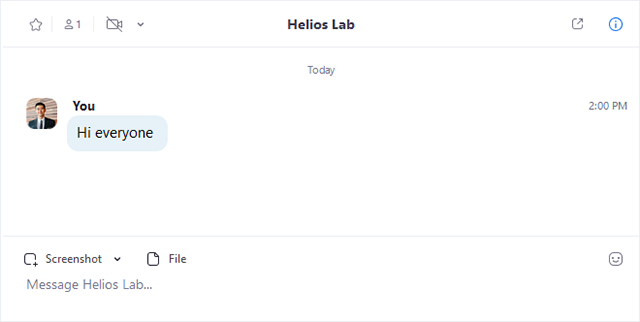 1
Helios Lab
Today
You
2:00 PM
Hi everyone
Screenshot
File
Message Helios Lab...